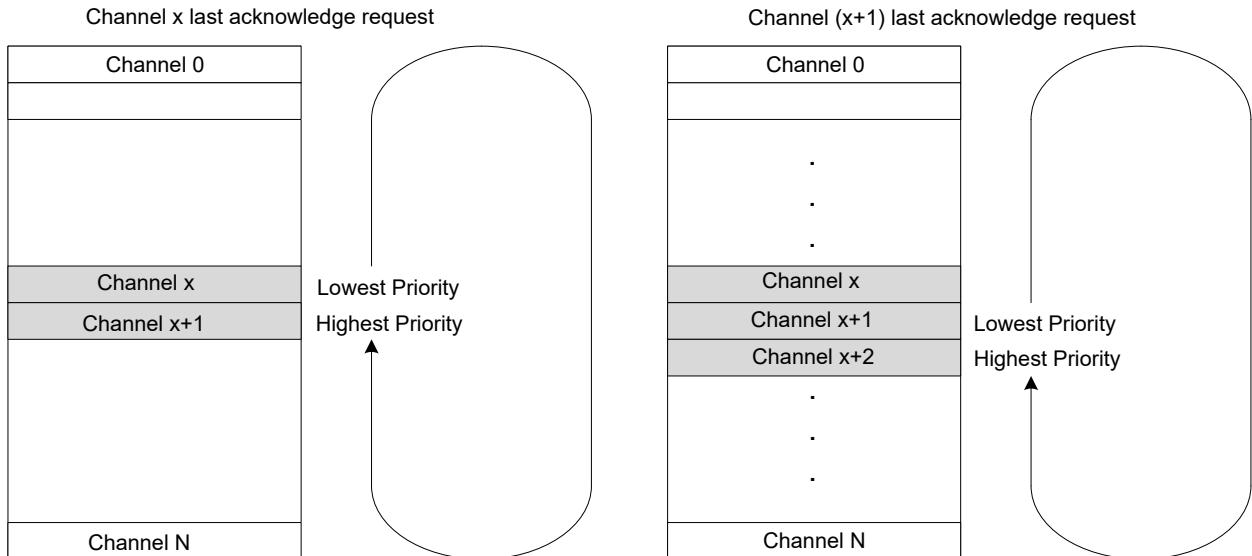 Channel x last acknowledge request
Channel 0
Channel x
Lowest Priority
Channel x+1
Highest Priority
Channel N
Channel (x+1) last acknowledge request
Channel 0
.
.
.
Channel x
Channel x+1
Lowest Priority
Channel x+2
Highest Priority
.
.
.
Channel N